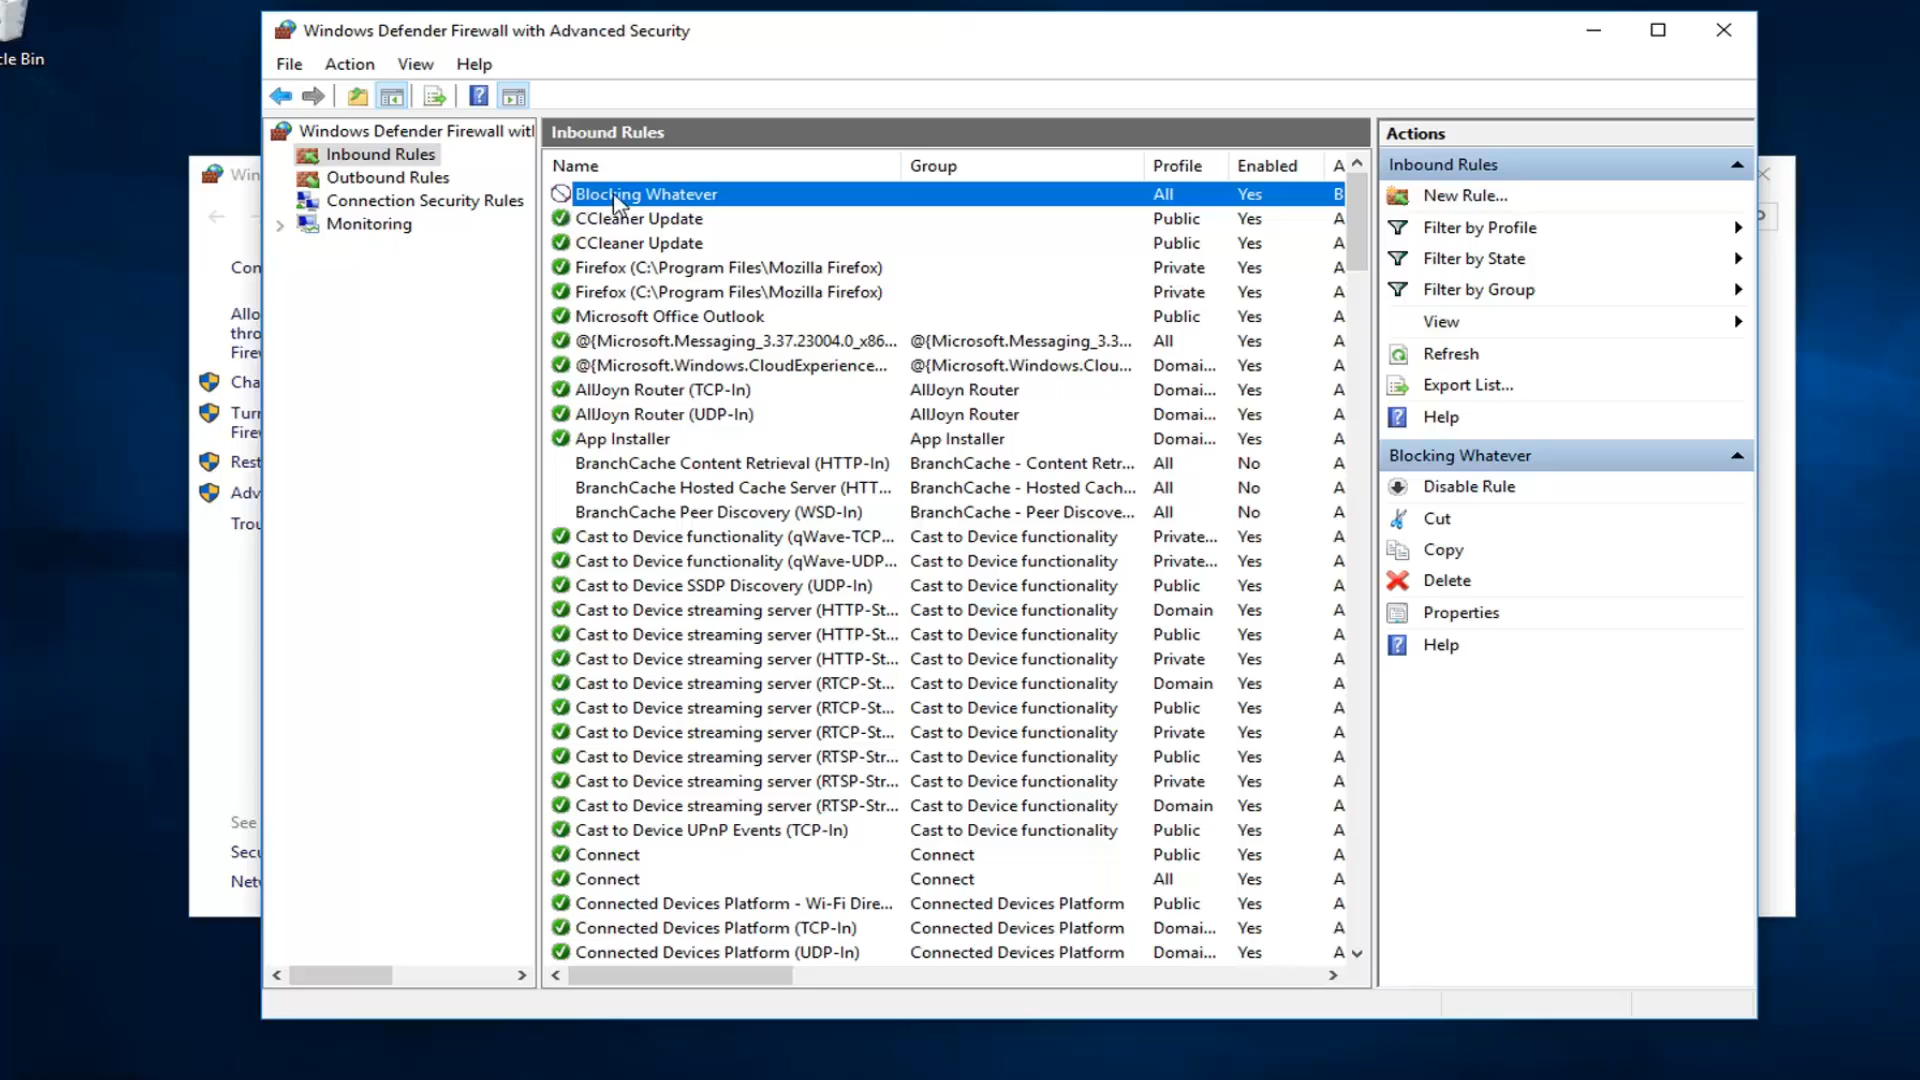 cle Bin
Windows Defender Firewall with Advanced Security
File Action View Help
Windows Defender Firewall with
Inbound Rules
Outbound Rules
Connection Security Rules
Monitoring
Inbound Rules
Name Group Profile Enabled A
Blocking Whatever All Yes B
CCleaner Update Public Yes A
CCleaner Update Public Yes A
Firefox (C:\Program Files\Mozilla Firefox) Private Yes A
Firefox (C:\Program Files\Mozilla Firefox) Private Yes A
Microsoft Office Outlook Public Yes A
@{Microsoft.Messaging_3.37.23004.0_x86... @{Microsoft.Messaging_3.3... All Yes A
@{Microsoft.Windows.CloudExperience... @{Microsoft.Windows.Clou... Domai... Yes A
AllJoyn Router (TCP-In) AllJoyn Router Domai... Yes A
AllJoyn Router (UDP-In) AllJoyn Router Domai... Yes A
App Installer App Installer Domai... Yes A
BranchCache Content Retrieval (HTTP-In) BranchCache - Content Retr... All No A
BranchCache Hosted Cache Server (HTT... BranchCache - Hosted Cach... All No A
BranchCache Peer Discovery (WSD-In) BranchCache - Peer Discove... All No A
Cast to Device functionality (qWave-TCP... Cast to Device functionality Private... Yes A
Cast to Device functionality (qWave-UDP... Cast to Device functionality Private... Yes A
Cast to Device SSDP Discovery (UDP-In) Cast to Device functionality Public Yes A
Cast to Device streaming server (HTTP-St... Cast to Device functionality Domain Yes A
Cast to Device streaming server (HTTP-St... Cast to Device functionality Public Yes A
Cast to Device streaming server (HTTP-St... Cast to Device functionality Private Yes A
Cast to Device streaming server (RTCP-St... Cast to Device functionality Domain Yes A
Cast to Device streaming server (RTCP-St... Cast to Device functionality Public Yes A
Cast to Device streaming server (RTCP-St... Cast to Device functionality Private Yes A
Cast to Device streaming server (RTSP-Str... Cast to Device functionality Public Yes A
Cast to Device streaming server (RTSP-Str... Cast to Device functionality Private Yes A
Cast to Device streaming server (RTSP-Str... Cast to Device functionality Domain Yes A
Cast to Device UPnP Events (TCP-In) Cast to Device functionality Public Yes A
Connect Connect Public Yes A
Connect Connect All Yes A
Connected Devices Platform - Wi-Fi Dire... Connected Devices Platform Public Yes A
Connected Devices Platform (TCP-In) Connected Devices Platform Domai... Yes A
Connected Devices Platform (UDP-In) Connected Devices Platform Domai... Yes A
Actions
Inbound Rules
New Rule...
Filter by Profile
Filter by State
Filter by Group
View
Refresh
Export List...
Help
Blocking Whatever
Disable Rule
Cut
Copy
Delete
Properties
Help
Win
Con
Allo
thro
Fire
Cha
Turn
Fire
Rest
Adv
Trou
See
Secu
Netw